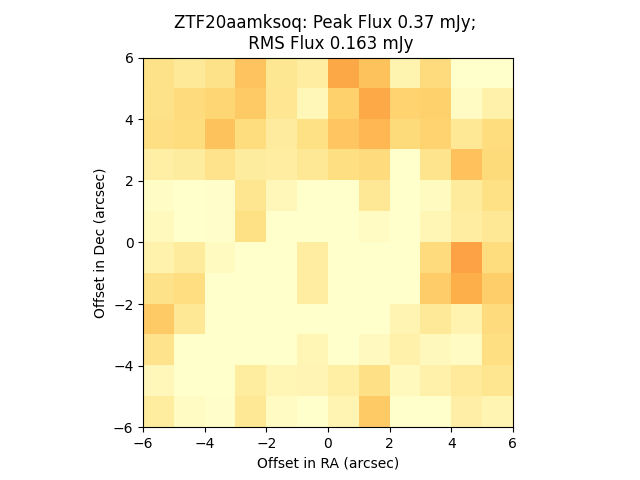 ZTF20aamksoq: Peak Flux 0.37 mJy;
RMS Flux 0.163 mJy
6
4
2
0
−2
−4
−6
Offset in Dec (arcsec)
−6 −4 −2 0 2 4 6
Offset in RA (arcsec)